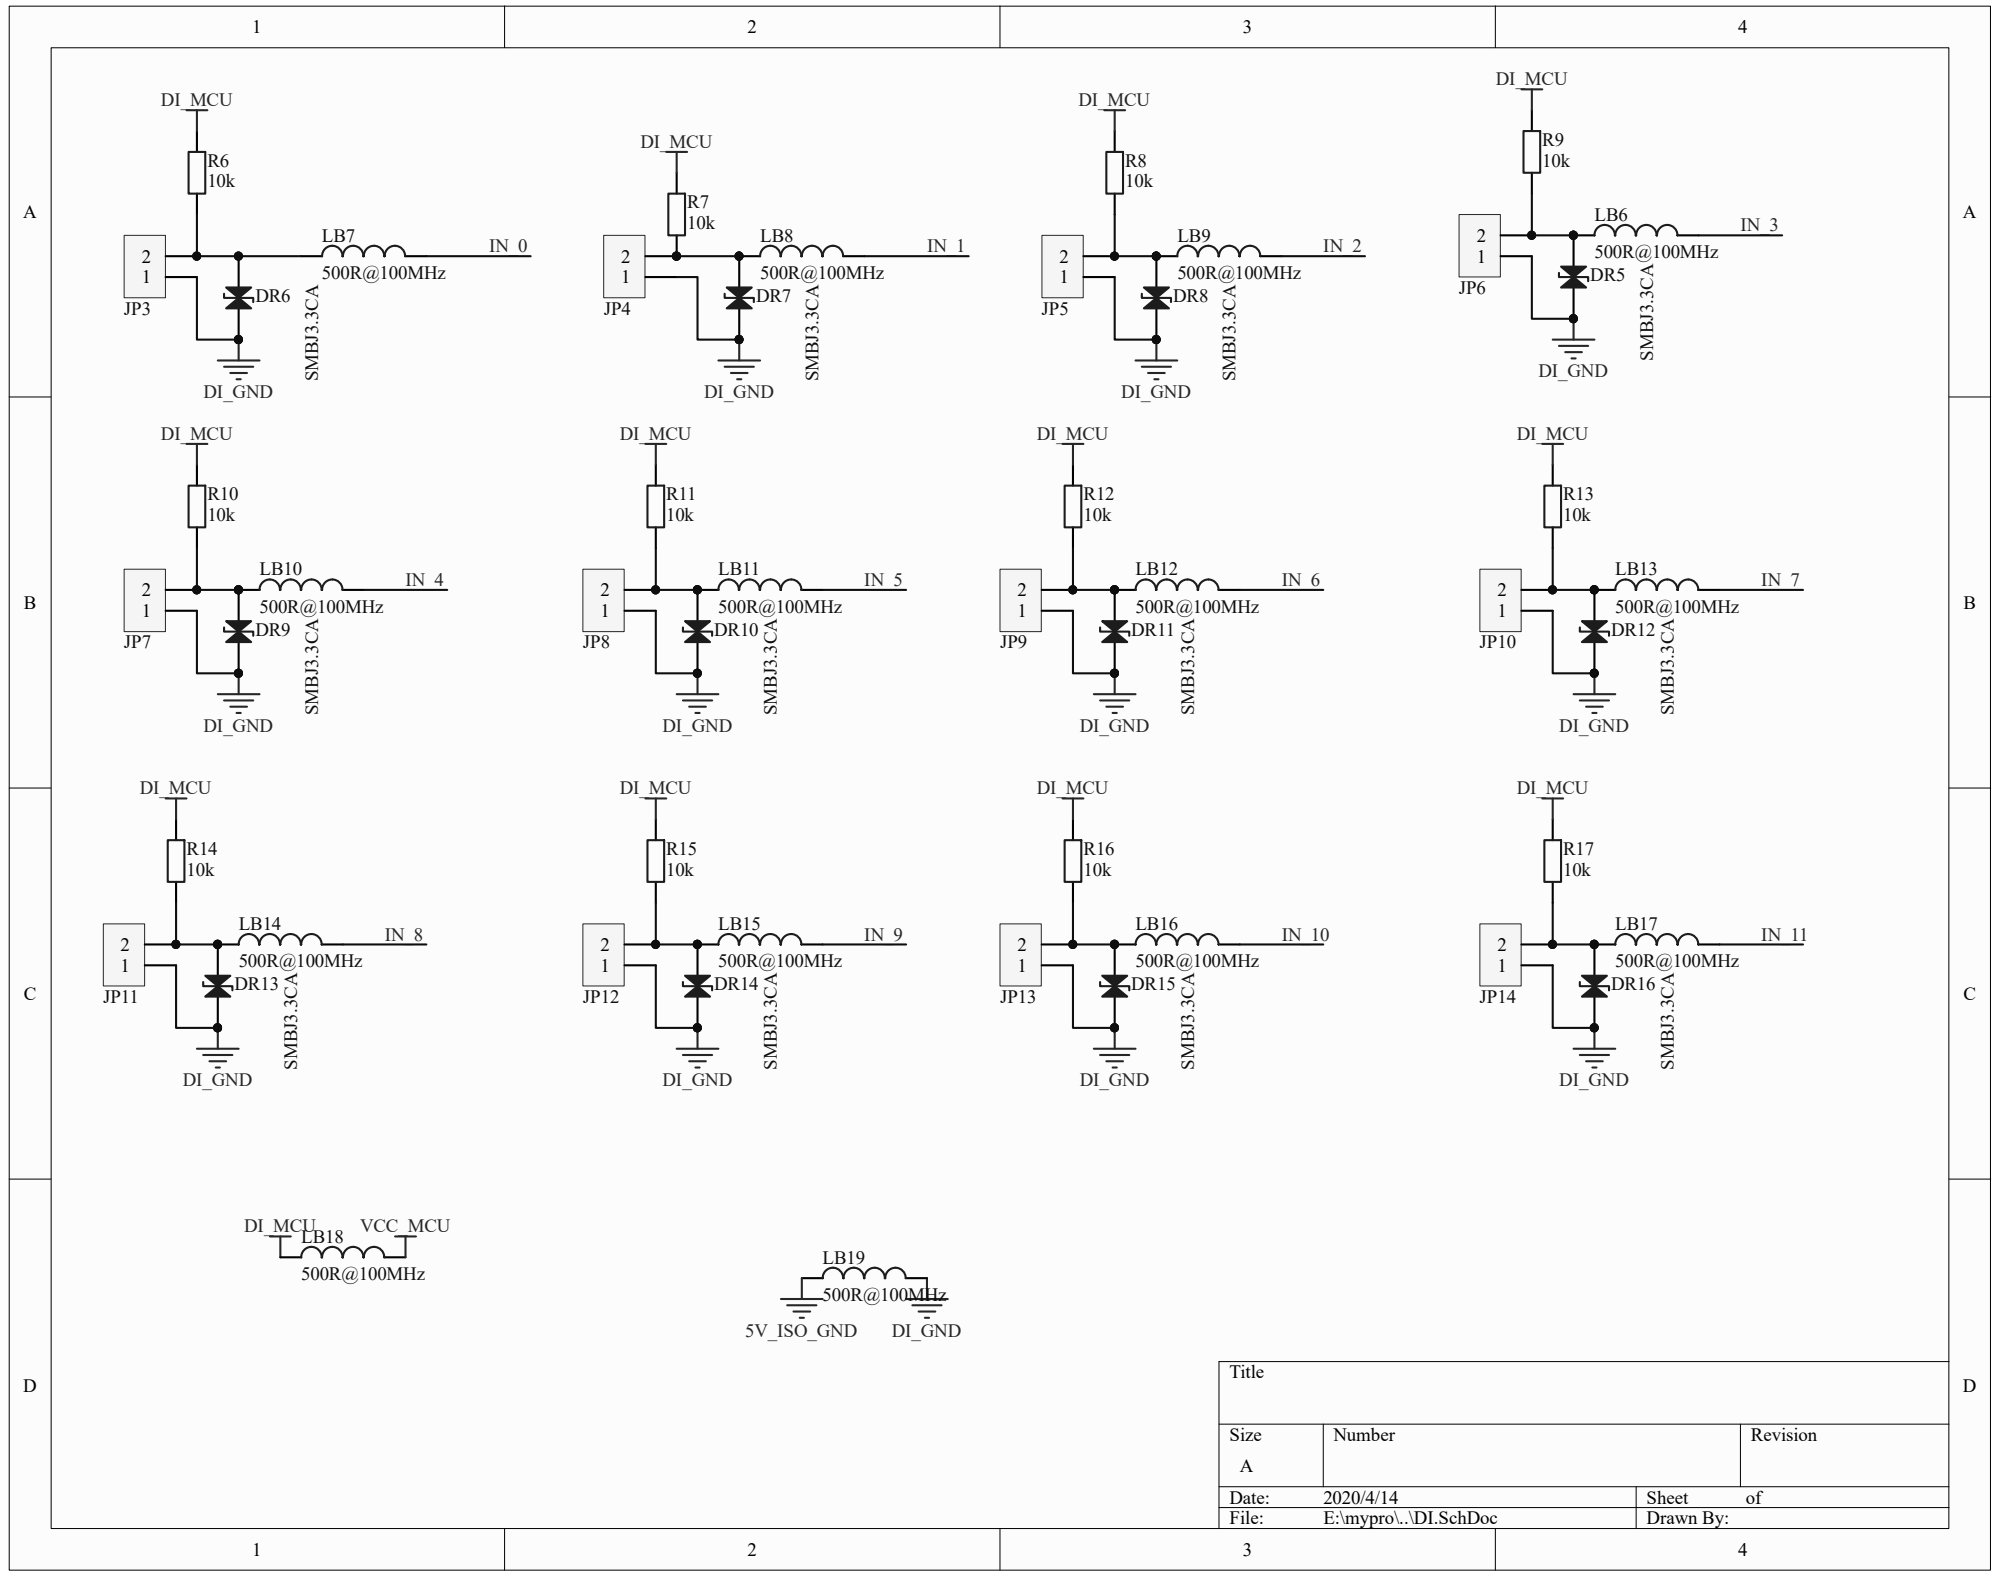 1 2 3 4
A A
DI_MCU
R6
10k
2
1
JP3
LB7
500R@100MHz
IN_0
DR6
SMBJ3.3CA
DI_GND
DI_MCU
R7
10k
2
1
JP4
LB8
500R@100MHz
IN_1
DR7
SMBJ3.3CA
DI_GND
DI_MCU
R8
10k
2
1
JP5
LB9
500R@100MHz
IN_2
DR8
SMBJ3.3CA
DI_GND
DI_MCU
R9
10k
2
1
JP6
LB6
500R@100MHz
IN_3
DR5
SMBJ3.3CA
DI_GND
B B
DI_MCU
R10
10k
2
1
JP7
LB10
500R@100MHz
IN_4
DR9
SMBJ3.3CA
DI_GND
DI_MCU
R11
10k
2
1
JP8
LB11
500R@100MHz
IN_5
DR10
SMBJ3.3CA
DI_GND
DI_MCU
R12
10k
2
1
JP9
LB12
500R@100MHz
IN_6
DR11
SMBJ3.3CA
DI_GND
DI_MCU
R13
10k
2
1
JP10
LB13
500R@100MHz
IN_7
DR12
SMBJ3.3CA
DI_GND
C C
DI_MCU
R14
10k
2
1
JP11
LB14
500R@100MHz
IN_8
DR13
SMBJ3.3CA
DI_GND
DI_MCU
R15
10k
2
1
JP12
LB15
500R@100MHz
IN_9
DR14
SMBJ3.3CA
DI_GND
DI_MCU
R16
10k
2
1
JP13
LB16
500R@100MHz
IN_10
DR15
SMBJ3.3CA
DI_GND
DI_MCU
R17
10k
2
1
JP14
LB17
500R@100MHz
IN_11
DR16
SMBJ3.3CA
DI_GND
D D
DI_MCU
VCC_MCU
LB18
500R@100MHz
LB19
500R@100MHz
5V_ISO_GND
DI_GND
Title
Size
A
Number
Revision
Date: 2020/4/14
Sheet of
File: E:\mypro\..\DI.SchDoc
Drawn By:
1 2 3 4